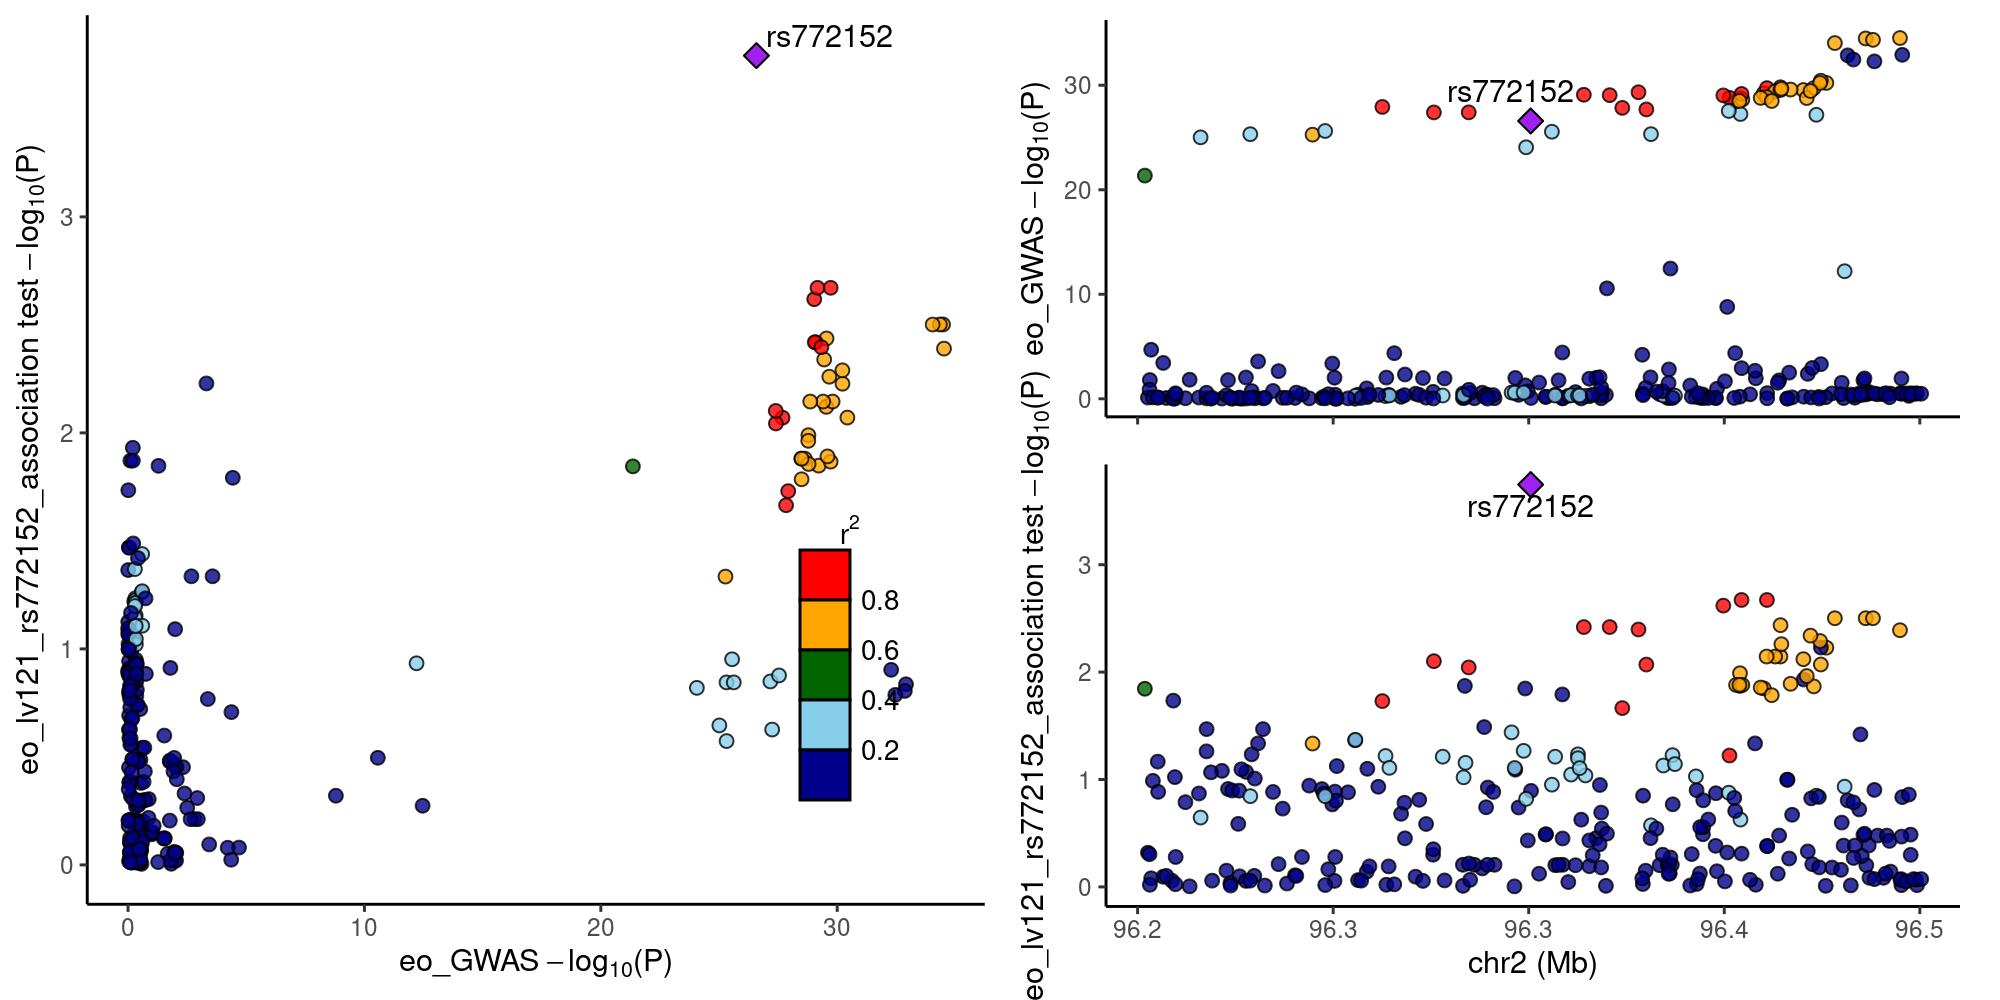 rs772152
eo_lv121_rs772152_association test −log10(P)
3
2
1
0
0
10
20
30
eo_GWAS −log10(P)
r2
0.8
0.6
0.4
0.2
rs772152
eo_GWAS −log10(P)
30
20
10
0
rs772152
eo_lv121_rs772152_association test −log10(P)
3
2
1
0
96.2
96.3
96.3
96.4
96.5
chr2 (Mb)